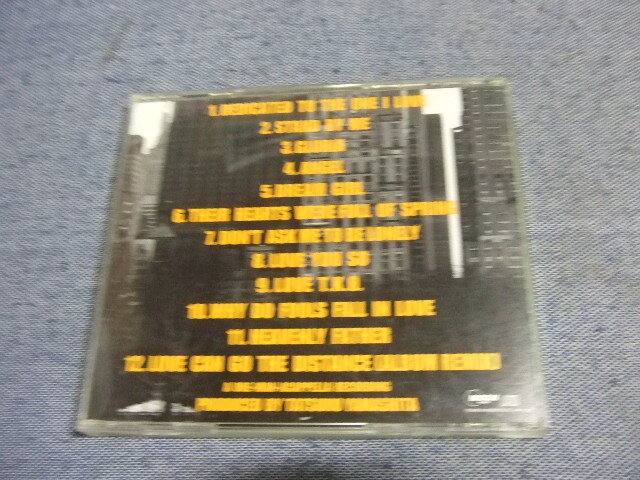 1.DEDICATED TO THE ONE I LOVE
2.STAND BY ME
3.GLORIA
4.ANGEL
5.DREAM GIRL
6.THEIR HEARTS WERE FULL OF SPRING
7.DON'T ASK ME TO BE LONELY
8.LOVE YOU SO
9.LOVE T.K.O.
10.WHY DO FOOLS FALL IN LOVE
11.HEAVENLY FATHER
12.LOVE CAN GO THE DISTANCE (ALBUM REMIX)
PRODUCED BY TATSURO YAMASHITA